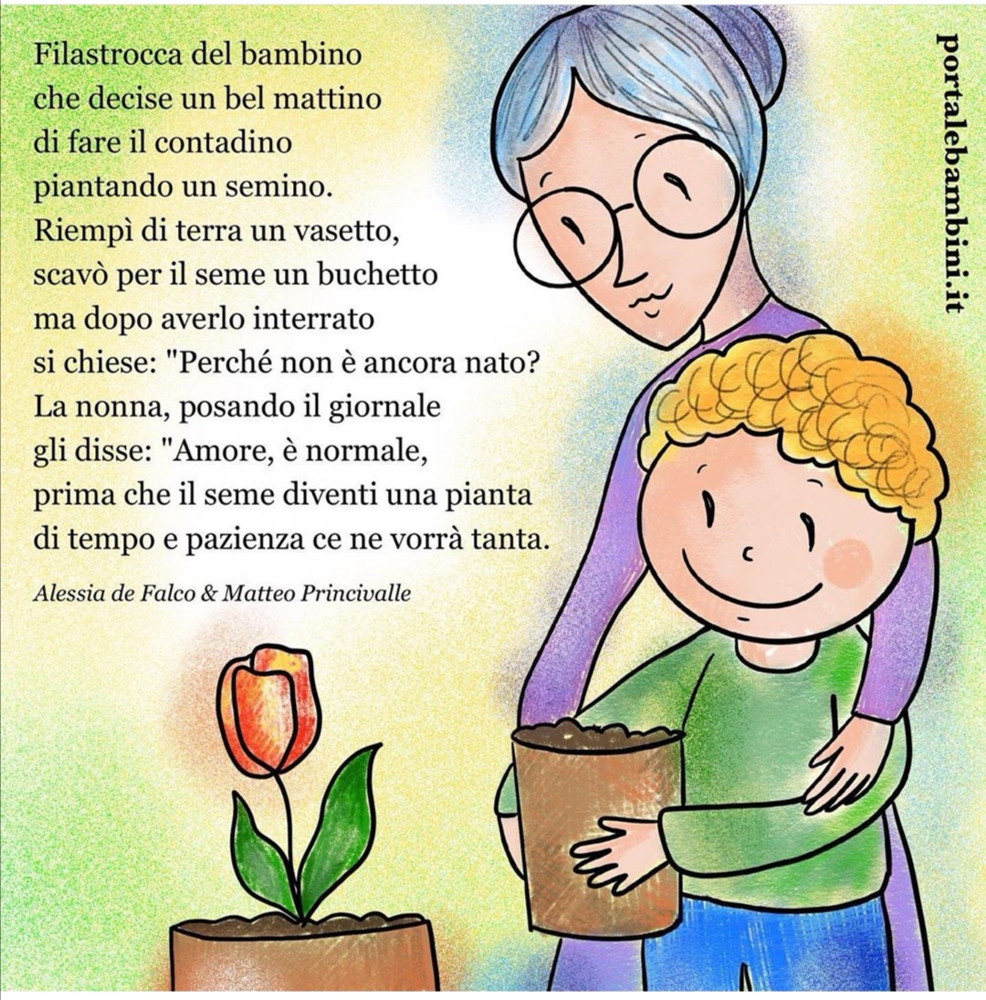 Filastrocca del bambino
che decise un bel mattino
di fare il contadino
piantando un semino.
Riempì di terra un vasetto,
scavò per il seme un buchetto
ma dopo averlo interrato
si chiese: "Perché non è ancora nato?
La nonna, posando il giornale
gli disse: "Amore, è normale,
prima che il seme diventi una pianta
di tempo e pazienza ce ne vorrà tanta.
Alessia de Falco & Matteo Princivalle
portalebambini.it